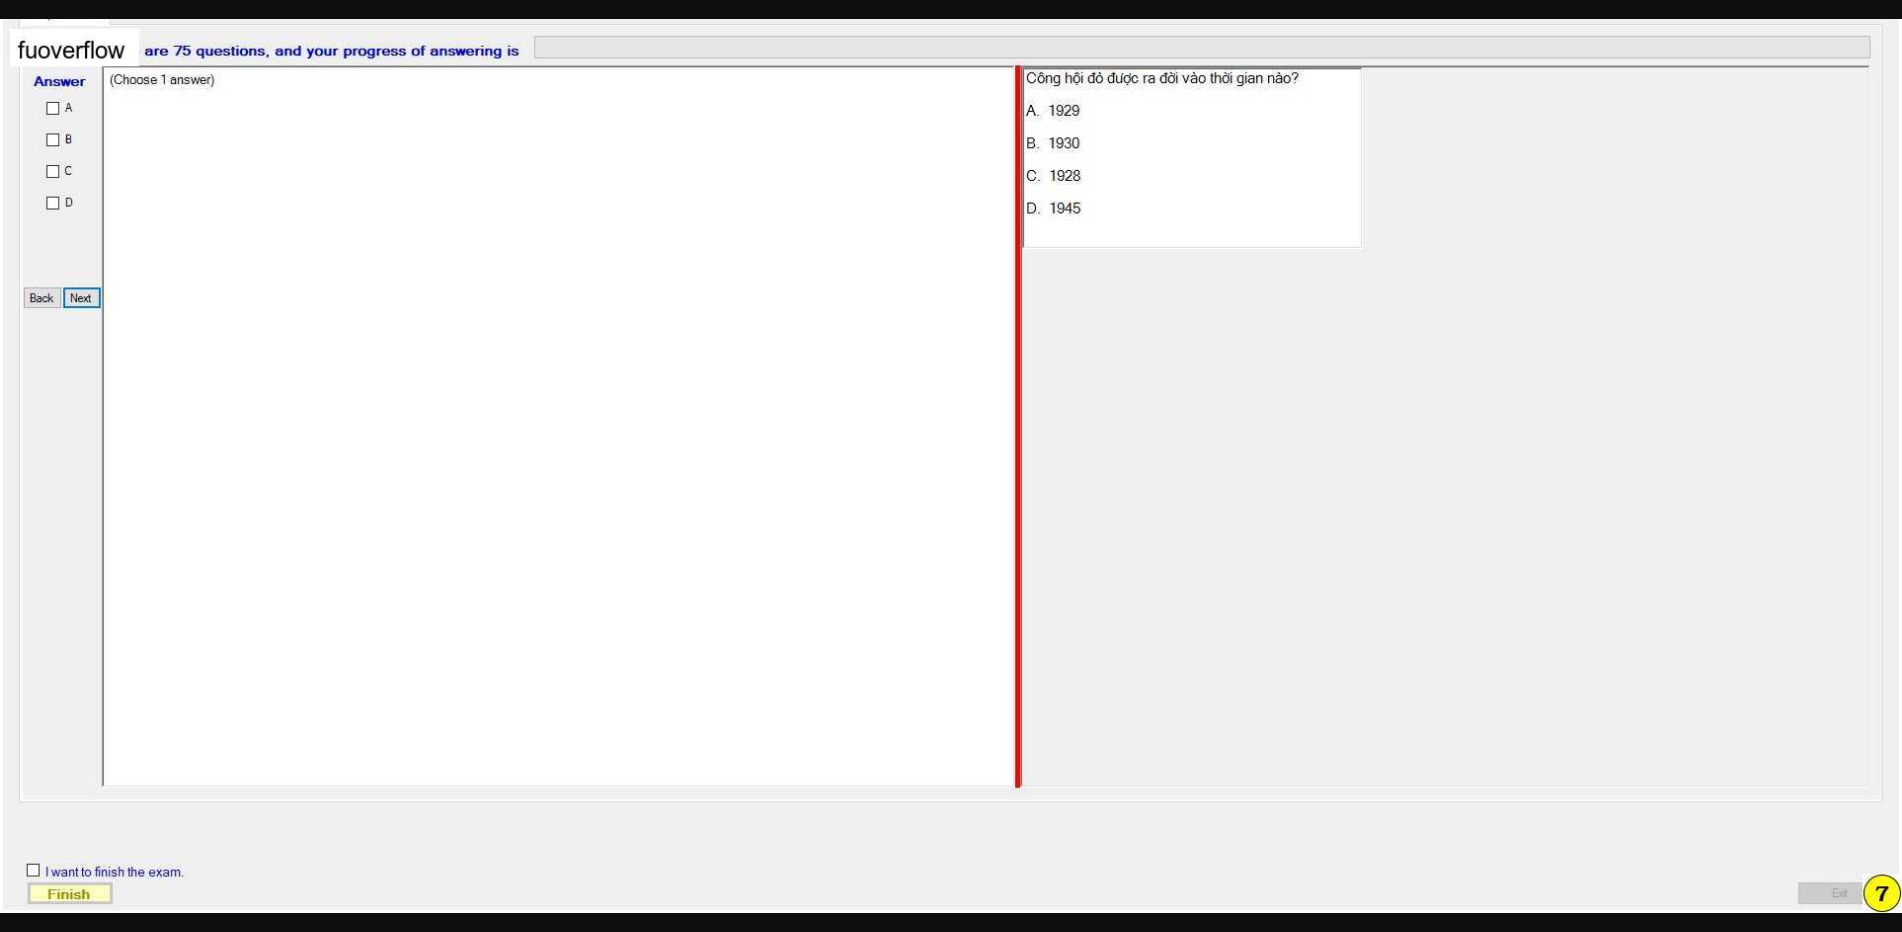 fuoverflow are 75 questions, and your progress of answering is
Answer
(Choose 1 answer)
A
B
C
D
Back Next
Công hội đỏ được ra đời vào thời gian nào?
A. 1929
B. 1930
C. 1928
D. 1945
I want to finish the exam.
Finish
Exit
7